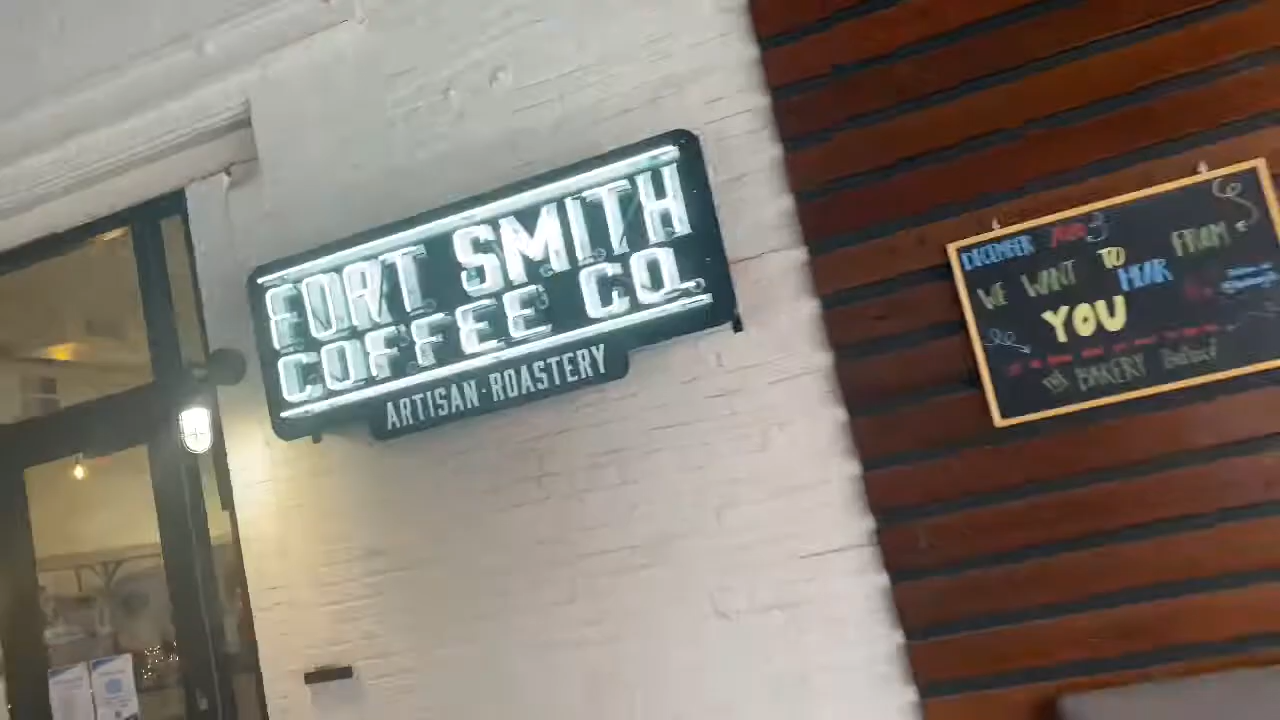 FORT SMITH
COFFEE CO.
ARTISAN·ROASTERY
DECEMBER
WE WANT TO
HEAR FROM
YOU
BAKERY